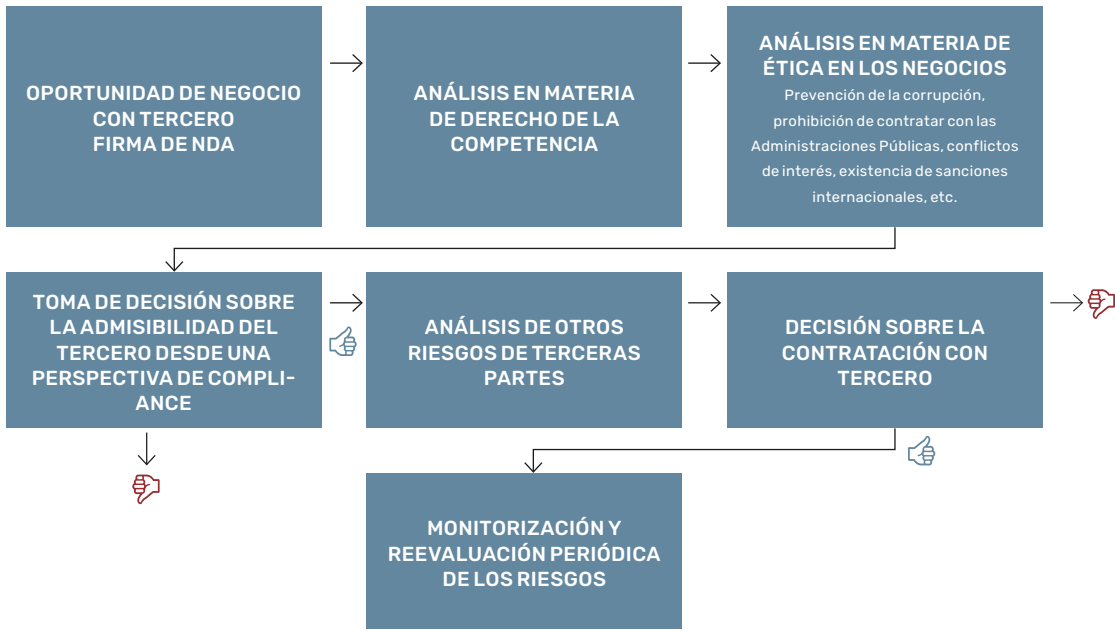 OPORTUNIDAD DE NEGOCIO
CON TERCERO
FIRMA DE NDA
ANÁLISIS EN MATERIA
DE DERECHO DE LA
COMPETENCIA
ANÁLISIS EN MATERIA DE
ÉTICA EN LOS NEGOCIOS
Prevención de la corrupción,
prohibición de contratar con las
Administraciones Públicas, conflictos
de interés, existencia de sanciones
internacionales, etc.
TOMA DE DECISIÓN SOBRE
LA ADMISIBILIDAD DEL
TERCERO DESDE UNA
PERSPECTIVA DE COMPLI-
ANCE
ANÁLISIS DE OTROS
RIESGOS DE TERCERAS
PARTES
DECISIÓN SOBRE LA
CONTRATACIÓN CON
TERCERO
MONITORIZACIÓN Y
REEVALUACIÓN PERIÓDICA
DE LOS RIESGOS